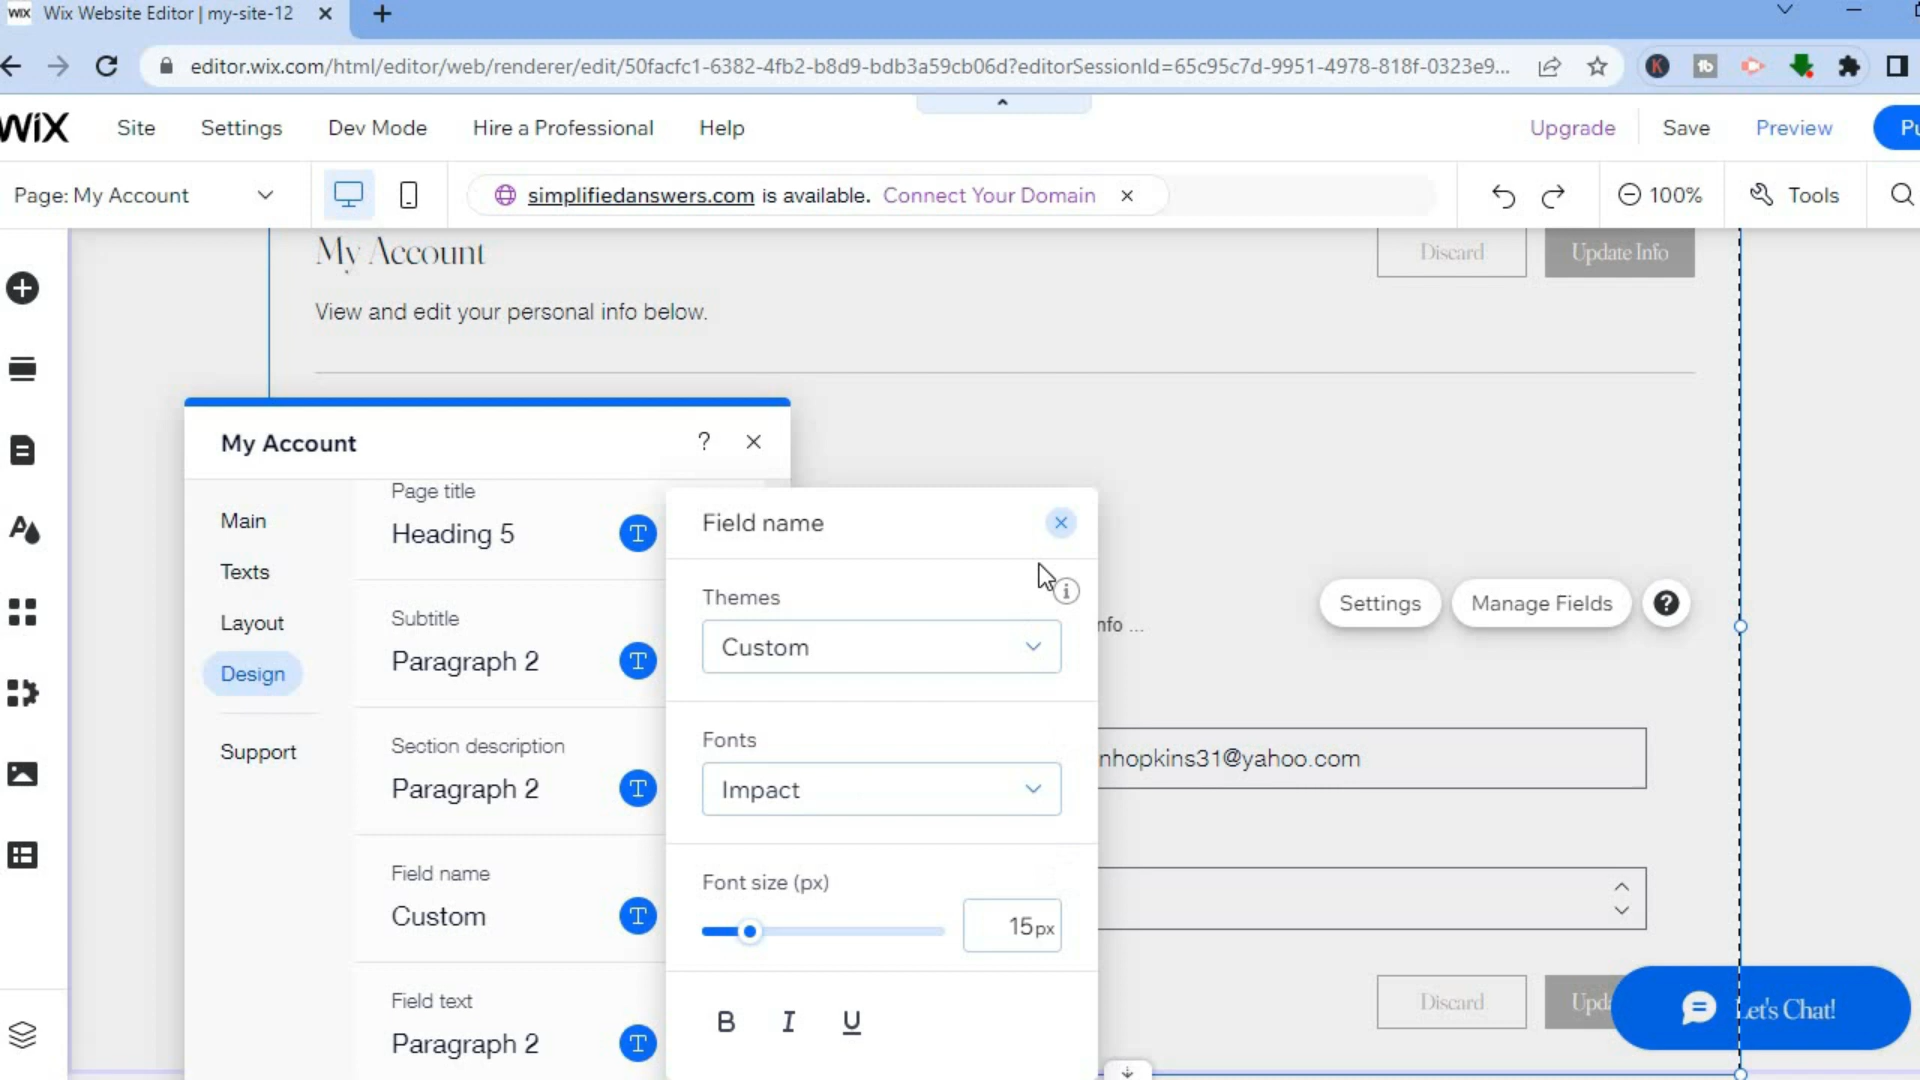 WiX Wix Website Editor | my-site-12
editor.wix.com/html/editor/web/renderer/edit/50facfc1-6382-4fb2-b8d9-bdb3a59cb06d?editorSessionId=65c95c7d-9951-4978-818f-0323e9... K tb
WiX Site Settings Dev Mode Hire a Professional Help Upgrade Save Preview Pu
Page: My Account simplifiedanswers.com is available. Connect Your Domain 100% Tools
My Account Discard Update Info
View and edit your personal info below.
My Account ?
Main
Texts
Layout
Design
Support
Page title
Heading 5 T
Subtitle
Paragraph 2 T
Section description
Paragraph 2 T
Field name
Custom T
Field text
Paragraph 2 T
Field name
Themes i
Custom
Fonts
Impact
Font size (px)
15px
B I U
Settings Manage Fields ?
nfo ...
nhopkins31@yahoo.com
Discard Upda
Let's Chat!